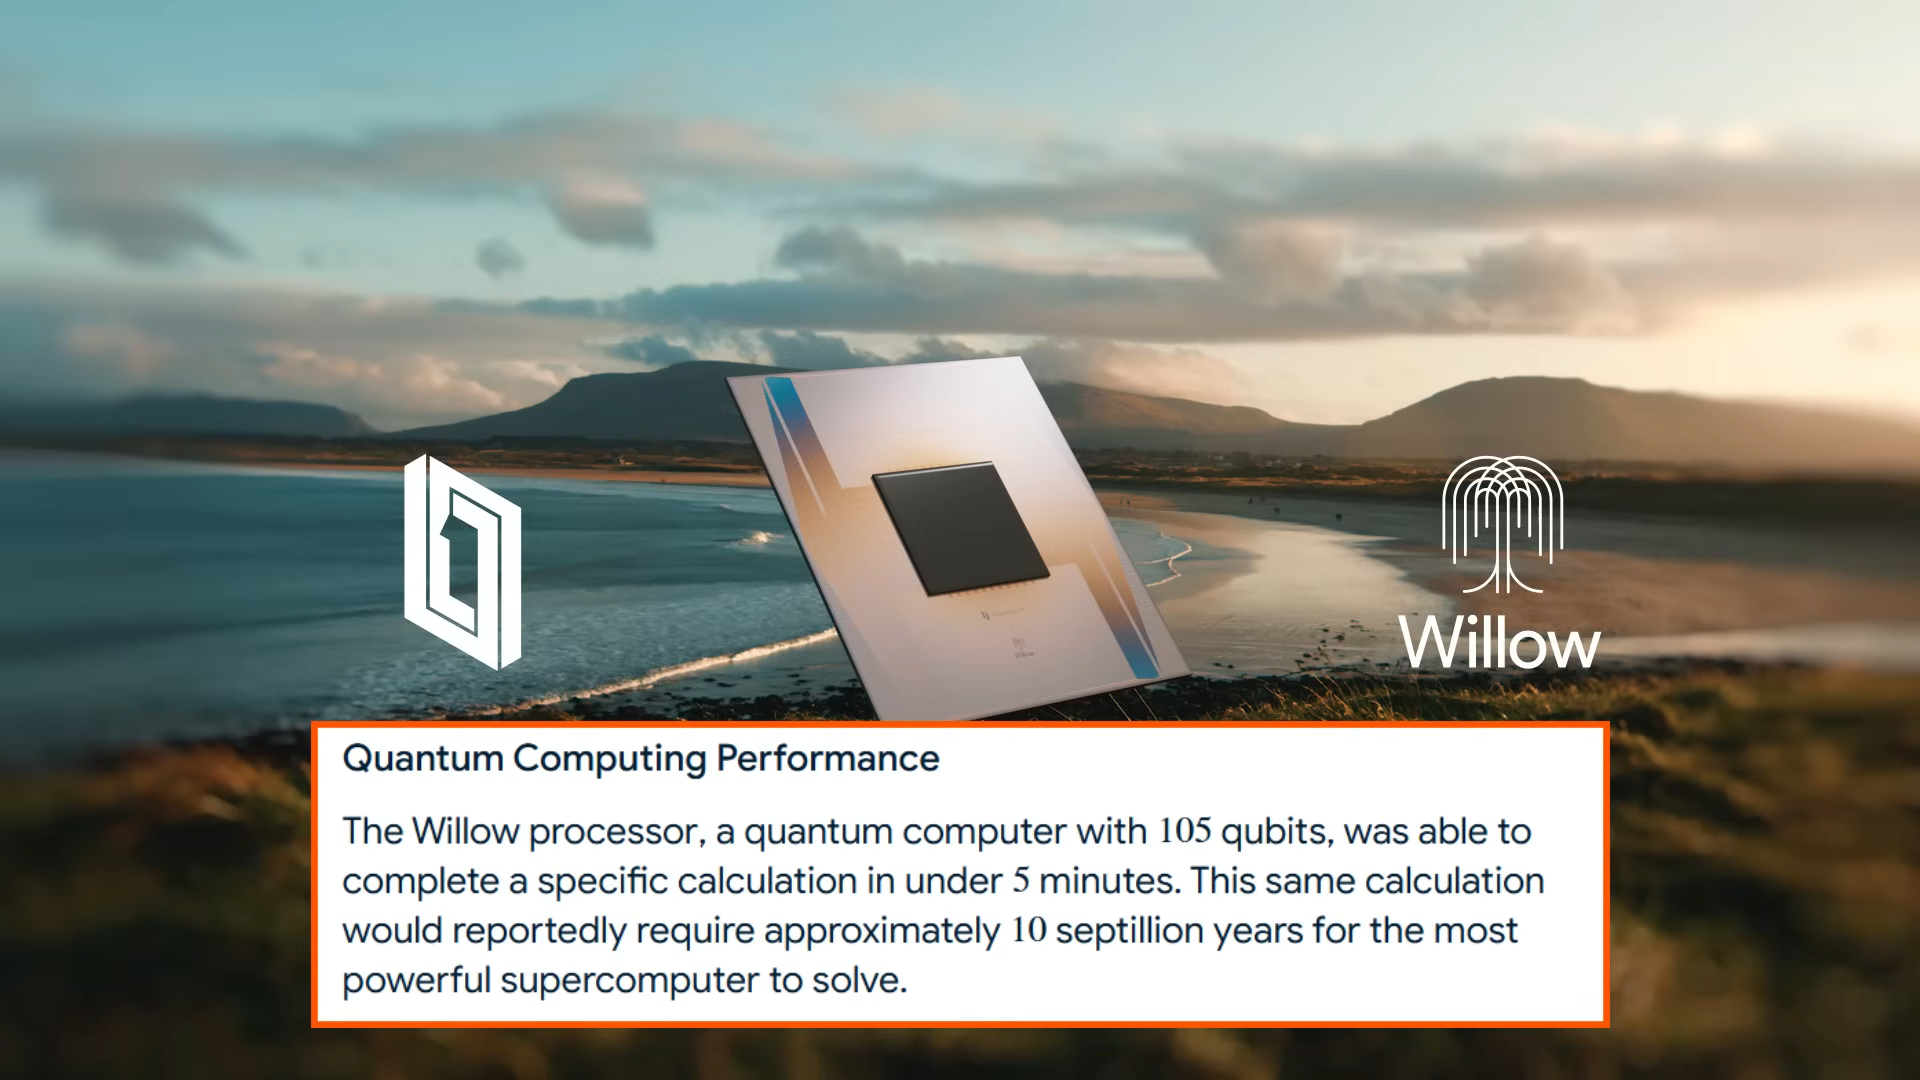 Willow
Quantum Computing Performance
The Willow processor, a quantum computer with 105 qubits, was able to
complete a specific calculation in under 5 minutes. This same calculation
would reportedly require approximately 10 septillion years for the most
powerful supercomputer to solve.